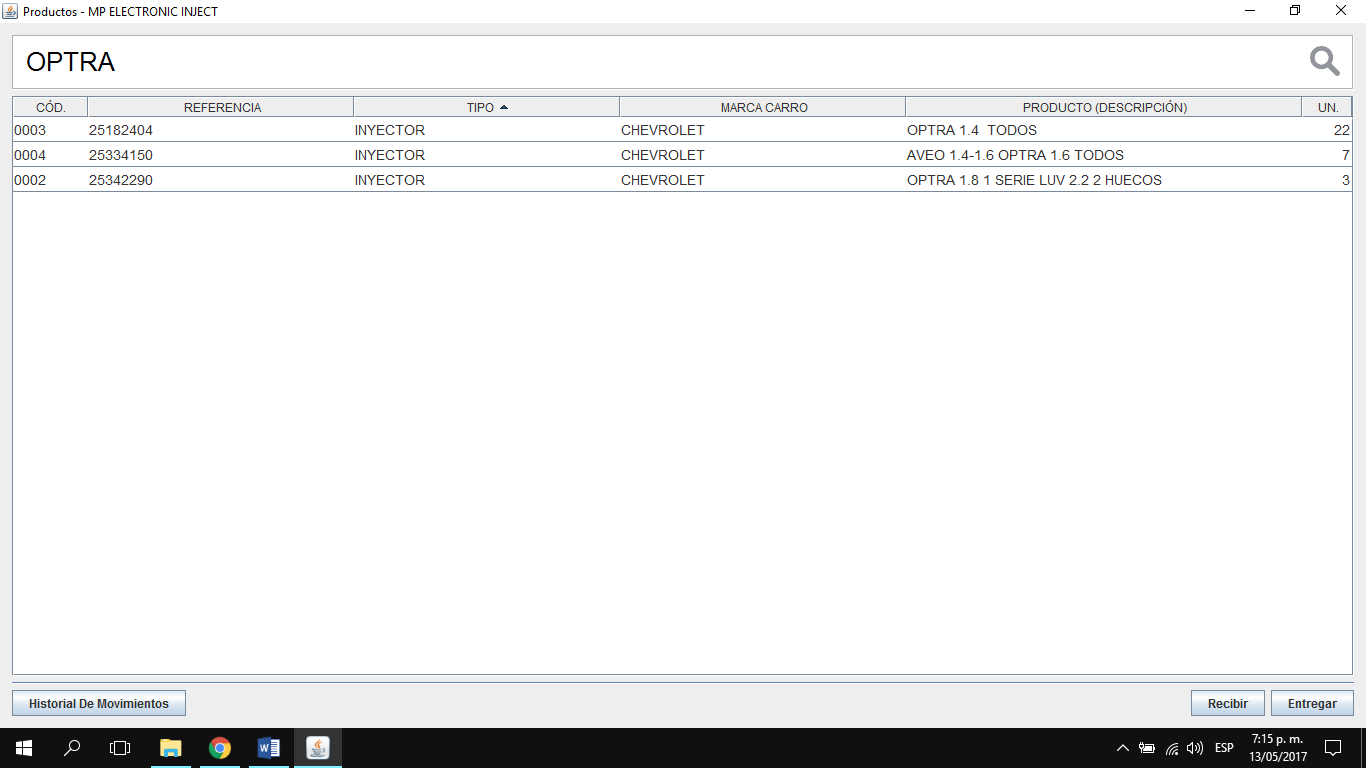 Productos - MP ELECTRONIC INJECT
OPTRA
CÓD. REFERENCIA TIPO MARCA CARRO PRODUCTO (DESCRIPCIÓN) UN.
0003 25182404 INYECTOR CHEVROLET OPTRA 1.4 TODOS 22
0004 25334150 INYECTOR CHEVROLET AVEO 1.4-1.6 OPTRA 1.6 TODOS 7
0002 25342290 INYECTOR CHEVROLET OPTRA 1.8 1 SERIE LUV 2.2 2 HUECOS 3
Historial De Movimientos Recibir Entregar
ESP 7:15 p. m.
13/05/2017